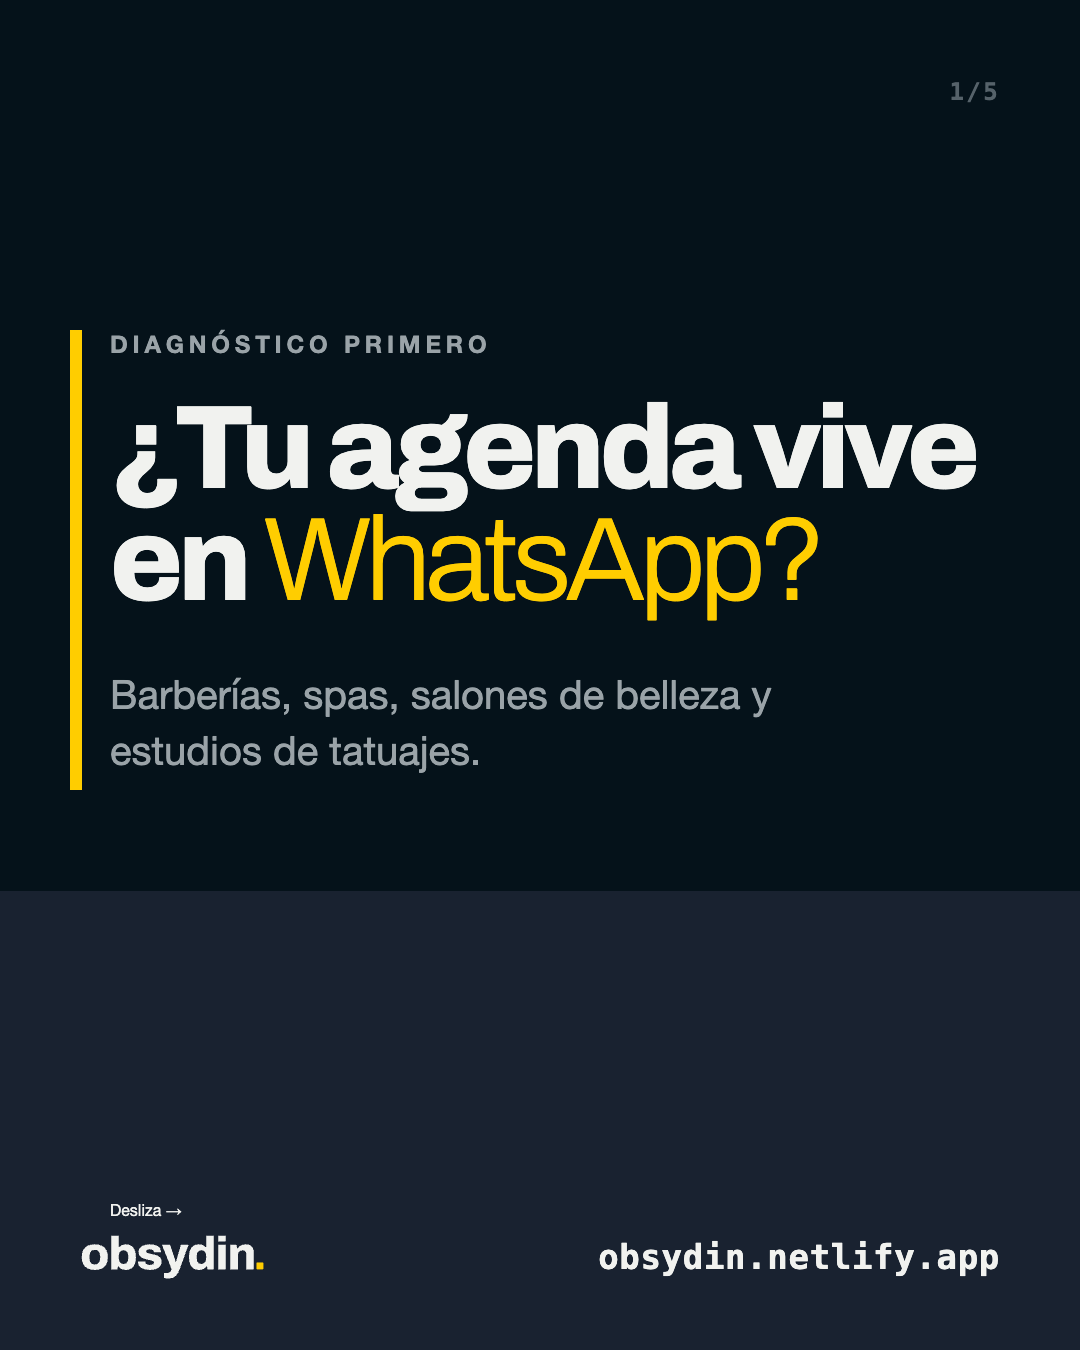 1/5
DIAGNÓSTICO PRIMERO
¿Tu agenda vive
en WhatsApp?
Barberías, spas, salones de belleza y
estudios de tatuajes.
Desliza →
obsydin.
obsydin.netlify.app